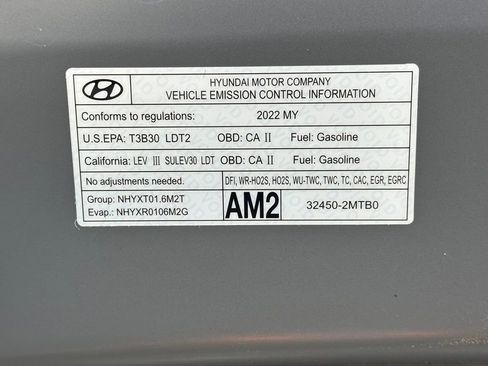 HYUNDAI MOTOR COMPANY
VEHICLE EMISSION CONTROL INFORMATION
Conforms to regulations: 2022 MY
U.S.EPA: T3B30 LDT2 OBD: CA II Fuel: Gasoline
California: LEV III SULEV30 LDT OBD: CA II Fuel: Gasoline
No adjustments needed. DFI, WR-HO2S, HO2S, WU-TWC, TWC, TC, CAC, EGR, EGRC
Group: NHYXT01.6M2T
Evap.: NHYXR0106M2G
AM2 32450-2MTB0